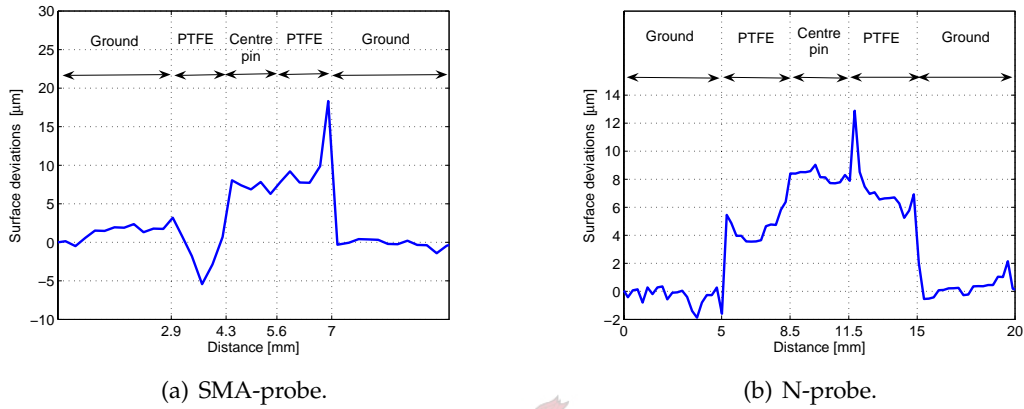 30
25
20
15
10
5
0
−5
−10
Surface deviations [µm]
Ground
PTFE
Centre
pin
PTFE
Ground
2.9
4.3
5.6
7
Distance [mm]
(a) SMA-probe.
14
12
10
8
6
4
2
0
−2
Surface deviations [µm]
Ground
PTFE
Centre
pin
PTFE
Ground
0
5
8.5
11.5
15
20
Distance [mm]
(b) N-probe.